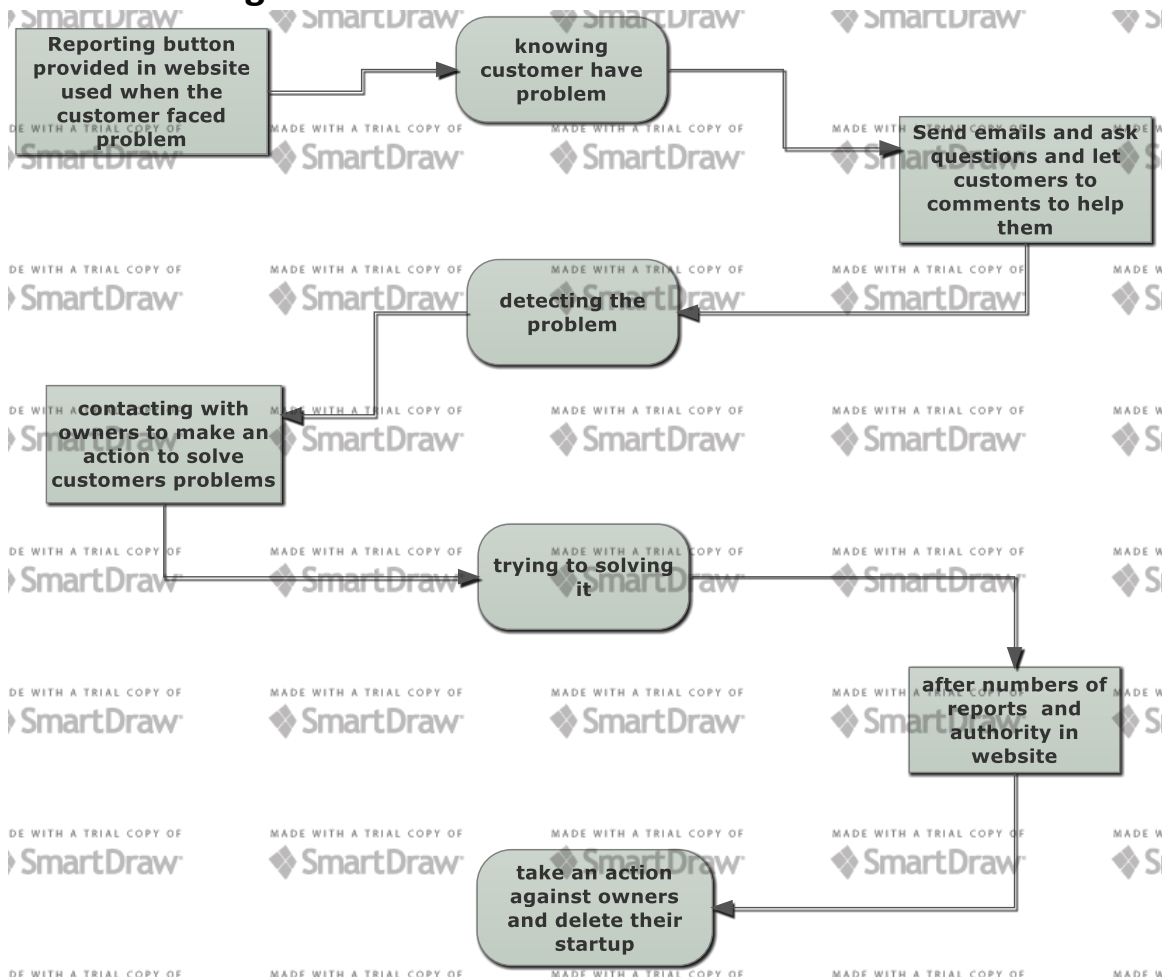 Reporting button
provided in website
used when the
customer faced
problem
knowing
customer have
problem
Send emails and ask
questions and let
customers to
comments to help
them
detecting the
problem
contacting with
owners to make an
action to solve
customers problems
trying to solving
it
after numbers of
reports and
authority in
website
take an action
against owners
and delete their
startup
MADE WITH A TRIAL COPY OF
SmartDraw